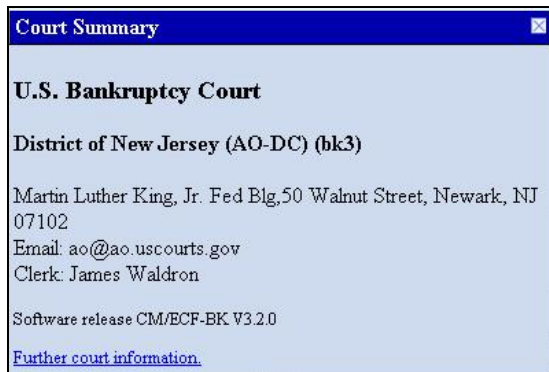 Court Summary
U.S. Bankruptcy Court
District of New Jersey (AO-DC) (bk3)
Martin Luther King, Jr. Fed Blg,50 Walnut Street, Newark, NJ
07102
Email: ao@ao.uscourts.gov
Clerk: James Waldron
Software release CM/ECF-BK V3.2.0
Further court information.